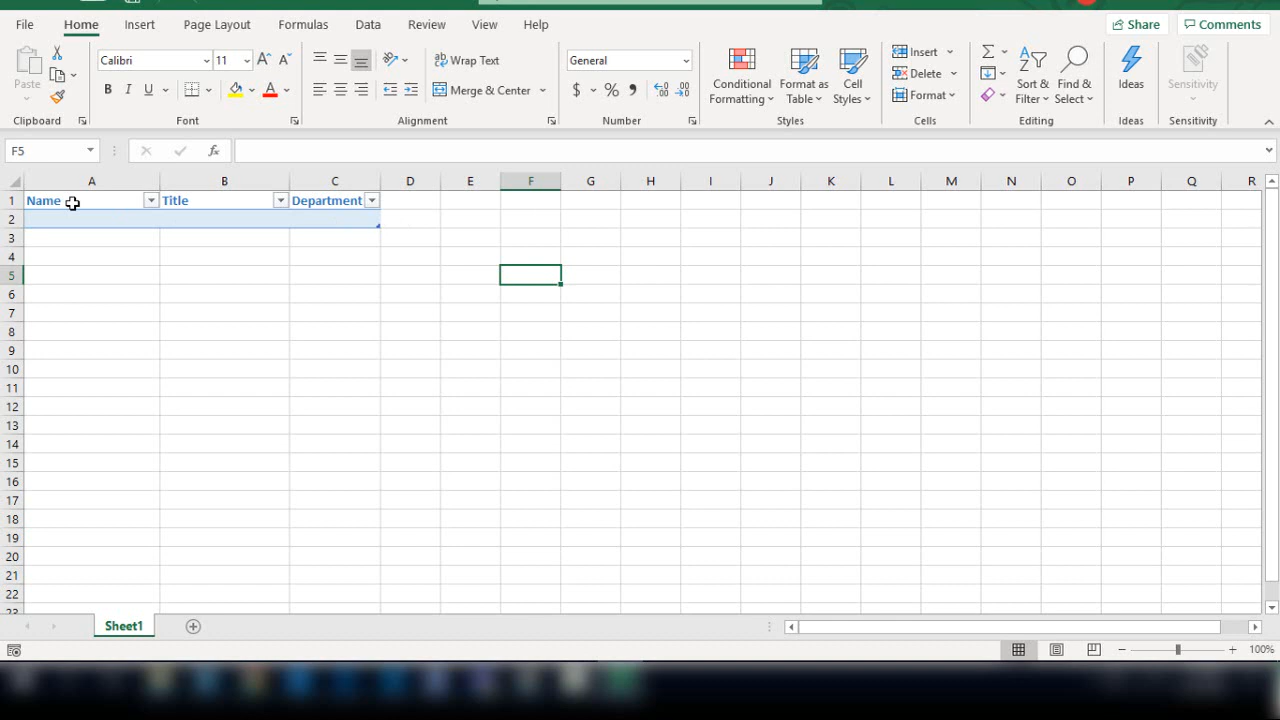 File Home Insert Page Layout Formulas Data Review View Help Share Comments
Paste Calibri 11 A A ab Wrap Text General Conditional Formatting Format as Table Cell Styles Insert Delete Format Sort & Filter Find & Select Ideas Sensitivity
B I U A Merge & Center $ % ,
Clipboard Font Alignment Number Styles Cells Editing Ideas Sensitivity
F5 fx
A B C D E F G H I J K L M N O P Q R
1 Name Title Department
2
3
4
5
6
7
8
9
10
11
12
13
14
15
16
17
18
19
20
21
22
23
Sheet1
100%